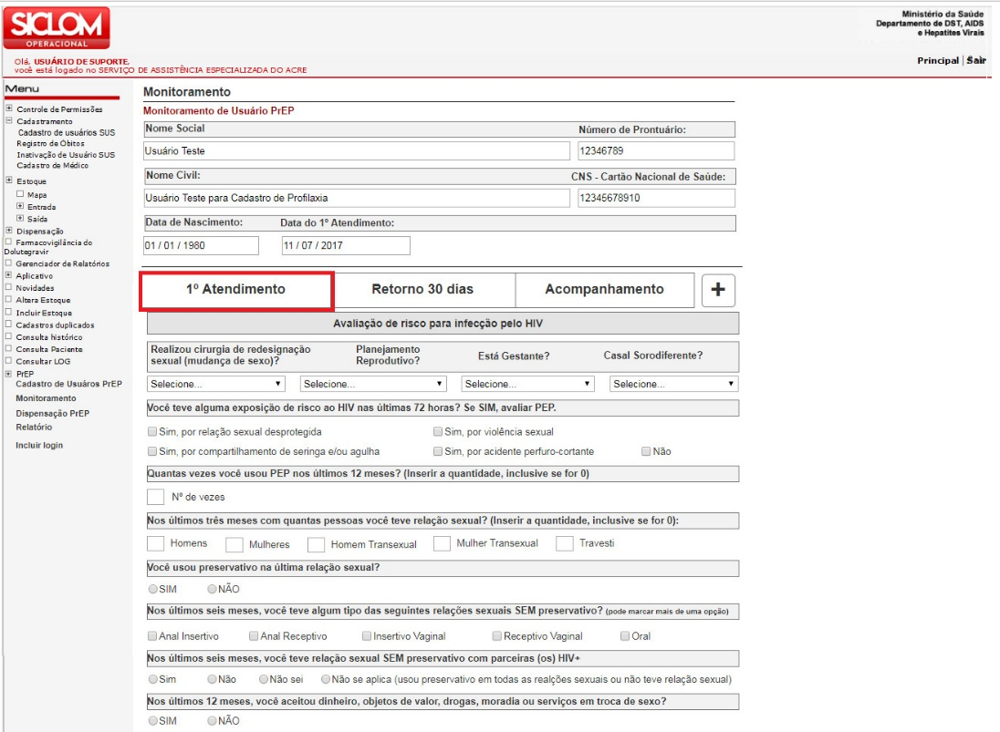 SICLOM
OPERACIONAL
Ministério da Saúde
Departamento de DST, AIDS
e Hepatites Virais
Olá, USUÁRIO DE SUPORTE,
você está logado no SERVIÇO DE ASSISTÊNCIA ESPECIALIZADA DO ACRE
Principal | Sair
Menu
Controle de Permissões
Cadastramento
Cadastro de usuários SUS
Registro de Óbitos
Inativação de Usuário SUS
Cadastro de Médico
Estoque
Mapa
Entrada
Saída
Dispensação
Farmacovigilância do
Dolutegravir
Gerenciador de Relatórios
Aplicativo
Novidades
Altera Estoque
Incluir Estoque
Cadastros duplicados
Consulta histórico
Consulta Paciente
Consultar LOG
PrEP
Cadastro de Usuáros PrEP
Monitoramento
Dispensação PrEP
Relatório
Incluir login
Monitoramento
Monitoramento de Usuário PrEP
Nome Social
Número de Prontuário:
Usuário Teste
12346789
Nome Civil:
CNS - Cartão Nacional de Saúde:
Usuário Teste para Cadastro de Profilaxia
12345678910
Data de Nascimento:
Data do 1º Atendimento:
01 / 01 / 1980
11 / 07 / 2017
1º Atendimento
Retorno 30 dias
Acompanhamento
+
Avaliação de risco para infecção pelo HIV
Realizou cirurgia de redesignação
sexual (mudança de sexo)?
Planejamento
Reprodutivo?
Está Gestante?
Casal Sorodiferente?
Selecione...
Selecione...
Selecione...
Selecione...
Você teve alguma exposição de risco ao HIV nas últimas 72 horas? Se SIM, avaliar PEP.
Sim, por relação sexual desprotegida
Sim, por violência sexual
Sim, por compartilhamento de seringa e/ou agulha
Sim, por acidente perfuro-cortante
Não
Quantas vezes você usou PEP nos últimos 12 meses? (Inserir a quantidade, inclusive se for 0)
Nº de vezes
Nos últimos três meses com quantas pessoas você teve relação sexual? (Inserir a quantidade, inclusive se for 0):
Homens
Mulheres
Homem Transexual
Mulher Transexual
Travesti
Você usou preservativo na última relação sexual?
SIM
NÃO
Nos últimos seis meses, você teve algum tipo das seguintes relações sexuais SEM preservativo? (pode marcar mais de uma opção)
Anal Insertivo
Anal Receptivo
Insertivo Vaginal
Receptivo Vaginal
Oral
Nos últimos seis meses, você teve relação sexual SEM preservativo com parceiras (os) HIV+
Sim
Não
Não sei
Não se aplica (usou preservativo em todas as realções sexuais ou não teve relação sexual)
Nos últimos 12 meses, você aceitou dinheiro, objetos de valor, drogas, moradia ou serviços em troca de sexo?
SIM
NÃO